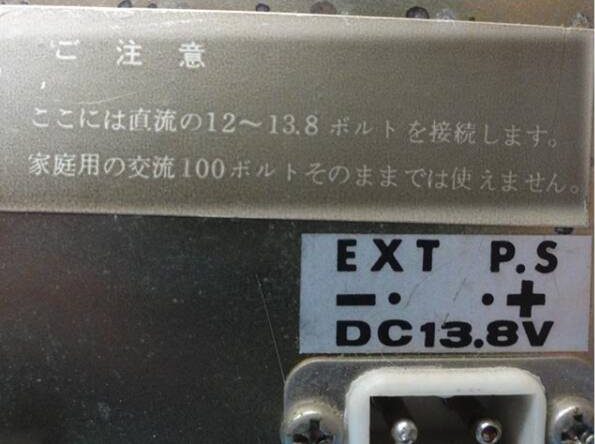 ご注意
ここには直流の12〜13.8ボルトを接続します。
家庭用の交流100ボルトそのままでは使えません。
EXT P.S
−・ ・+
DC13.8V